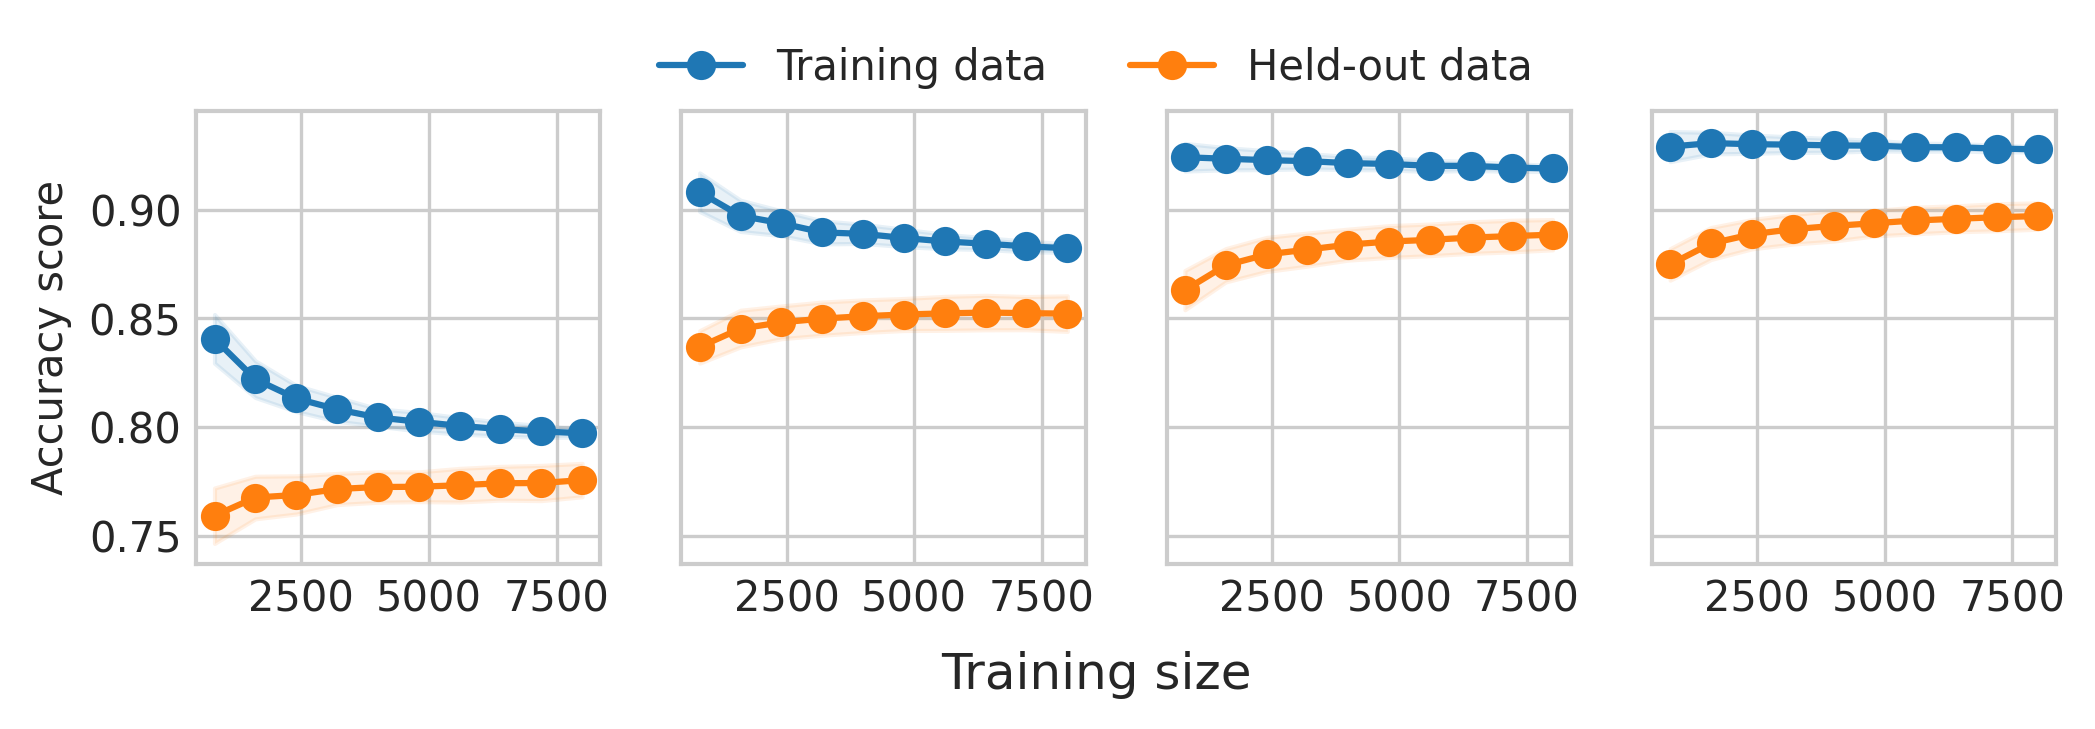 Training data Held-out data
Accuracy score
0.90
0.85
0.80
0.75
2500 5000 7500 2500 5000 7500 2500 5000 7500 2500 5000 7500
Training size